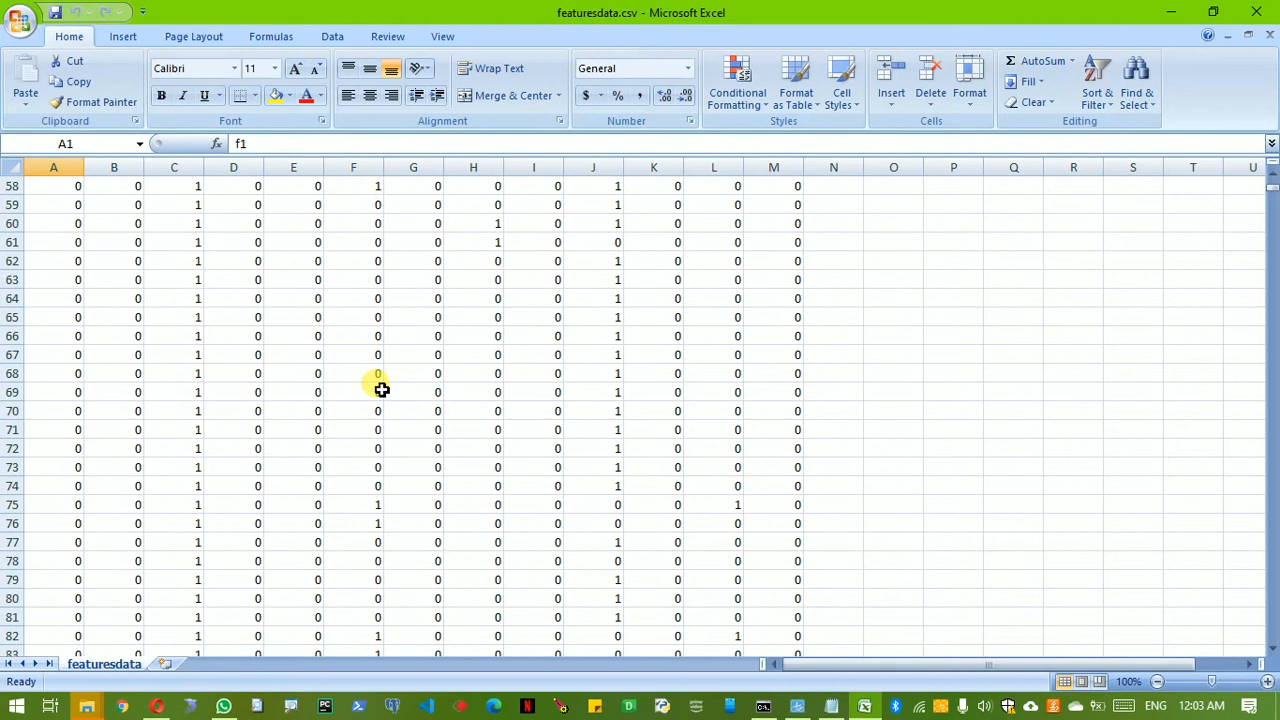 featuresdata.csv - Microsoft Excel
Home Insert Page Layout Formulas Data Review View
Cut
Copy
Format Painter
Paste
Clipboard
Calibri 11
B I U
Font
Wrap Text
Merge & Center
Alignment
General
$ % ,
Number
Conditional Formatting
Format as Table
Cell Styles
Styles
Insert Delete Format
Cells
Σ AutoSum
Fill
Clear
Sort & Filter
Find & Select
Editing
A1 fx f1
A B C D E F G H I J K L M N O P Q R S T U
58 0 0 1 0 0 1 0 0 0 1 0 0 0
59 0 0 1 0 0 0 0 0 0 1 0 0 0
60 0 0 1 0 0 0 0 1 0 1 0 0 0
61 0 0 1 0 0 0 0 1 0 0 0 0 0
62 0 0 1 0 0 0 0 0 0 1 0 0 0
63 0 0 1 0 0 0 0 0 0 1 0 0 0
64 0 0 1 0 0 0 0 0 0 1 0 0 0
65 0 0 1 0 0 0 0 0 0 1 0 0 0
66 0 0 1 0 0 0 0 0 0 1 0 0 0
67 0 0 1 0 0 0 0 0 0 1 0 0 0
68 0 0 1 0 0 0 0 0 0 1 0 0 0
69 0 0 1 0 0 0 0 0 1 0 0 0
70 0 0 1 0 0 0 0 0 0 1 0 0 0
71 0 0 1 0 0 0 0 0 0 1 0 0 0
72 0 0 1 0 0 0 0 0 0 1 0 0 0
73 0 0 1 0 0 0 0 0 0 1 0 0 0
74 0 0 1 0 0 0 0 0 0 1 0 0 0
75 0 0 1 0 0 1 0 0 0 0 0 1 0
76 0 0 1 0 0 1 0 0 0 0 0 0 0
77 0 0 1 0 0 0 0 0 0 1 0 0 0
78 0 0 1 0 0 0 0 0 0 0 0 0 0
79 0 0 1 0 0 0 0 0 0 1 0 0 0
80 0 0 1 0 0 0 0 0 0 1 0 0 0
81 0 0 1 0 0 0 0 0 0 1 0 0 0
82 0 0 1 0 0 1 0 0 0 0 0 1 0
83 0 0 1 0 0 1 0 0 0 0 0 0 0
featuresdata
Ready 100%
ENG 12:03 AM